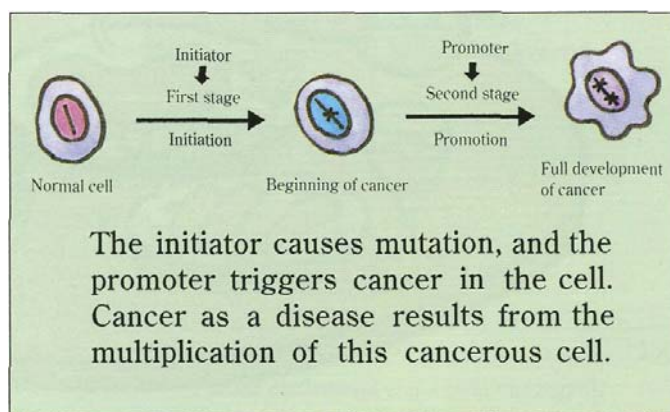 Initiator
First stage
Initiation
Promoter
Second stage
Promotion
Normal cell
Beginning of cancer
Full development
of cancer
The initiator causes mutation, and the
promoter triggers cancer in the cell.
Cancer as a disease results from the
multiplication of this cancerous cell.